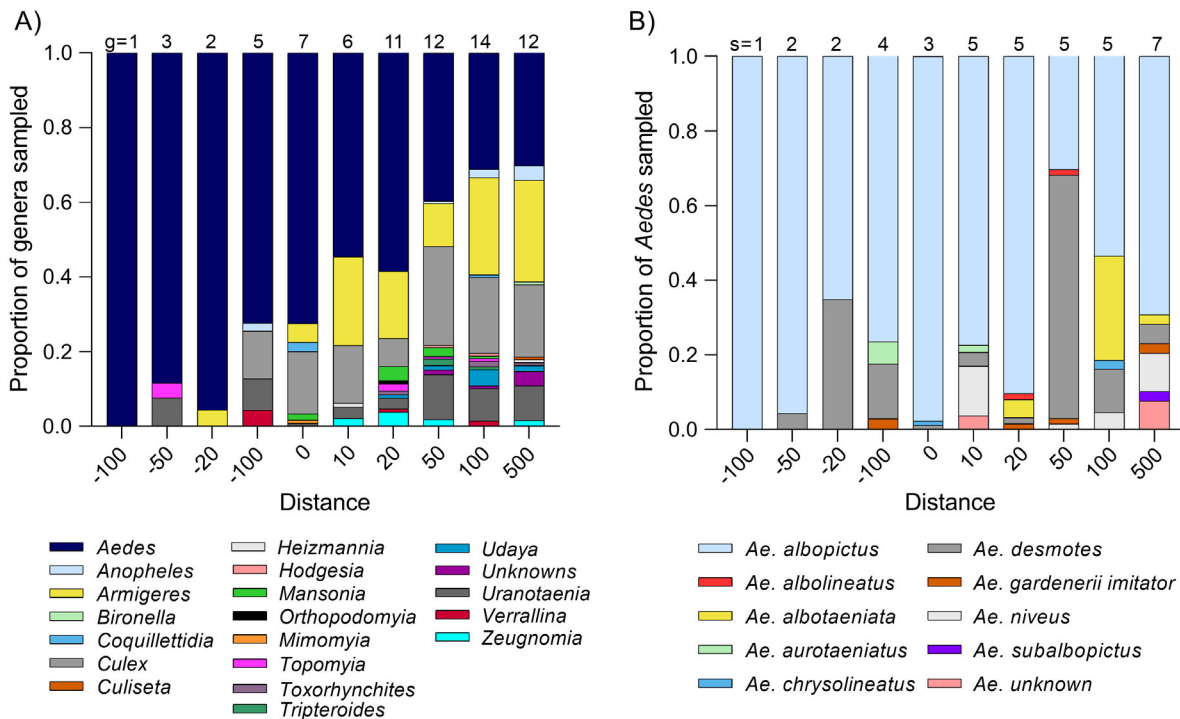 A)
g=1 3 2 5 7 6 11 12 14 12
Proportion of genera sampled
1.0
0.8
0.6
0.4
0.2
0.0
-100 -50 -20 -100 0 10 20 50 100 500
Distance
B)
s=1 2 2 4 3 5 5 5 5 7
Proportion of Aedes sampled
1.0
0.8
0.6
0.4
0.2
0.0
-100 -50 -20 -100 0 10 20 50 100 500
Distance
Aedes
Anopheles
Armigeres
Bironella
Coquillettidia
Culex
Culiseta
Heizmannia
Hodgesia
Mansonia
Orthopodomyia
Mimomyia
Topomyia
Toxorhynchites
Tripteroides
Udaya
Unknowns
Uranotaenia
Verrallina
Zeugnomia
Ae. albopictus
Ae. albolineatus
Ae. albotaeniata
Ae. aurotaeniatus
Ae. chrysolineatus
Ae. desmotes
Ae. gardenerii imitator
Ae. niveus
Ae. subalbopictus
Ae. unknown